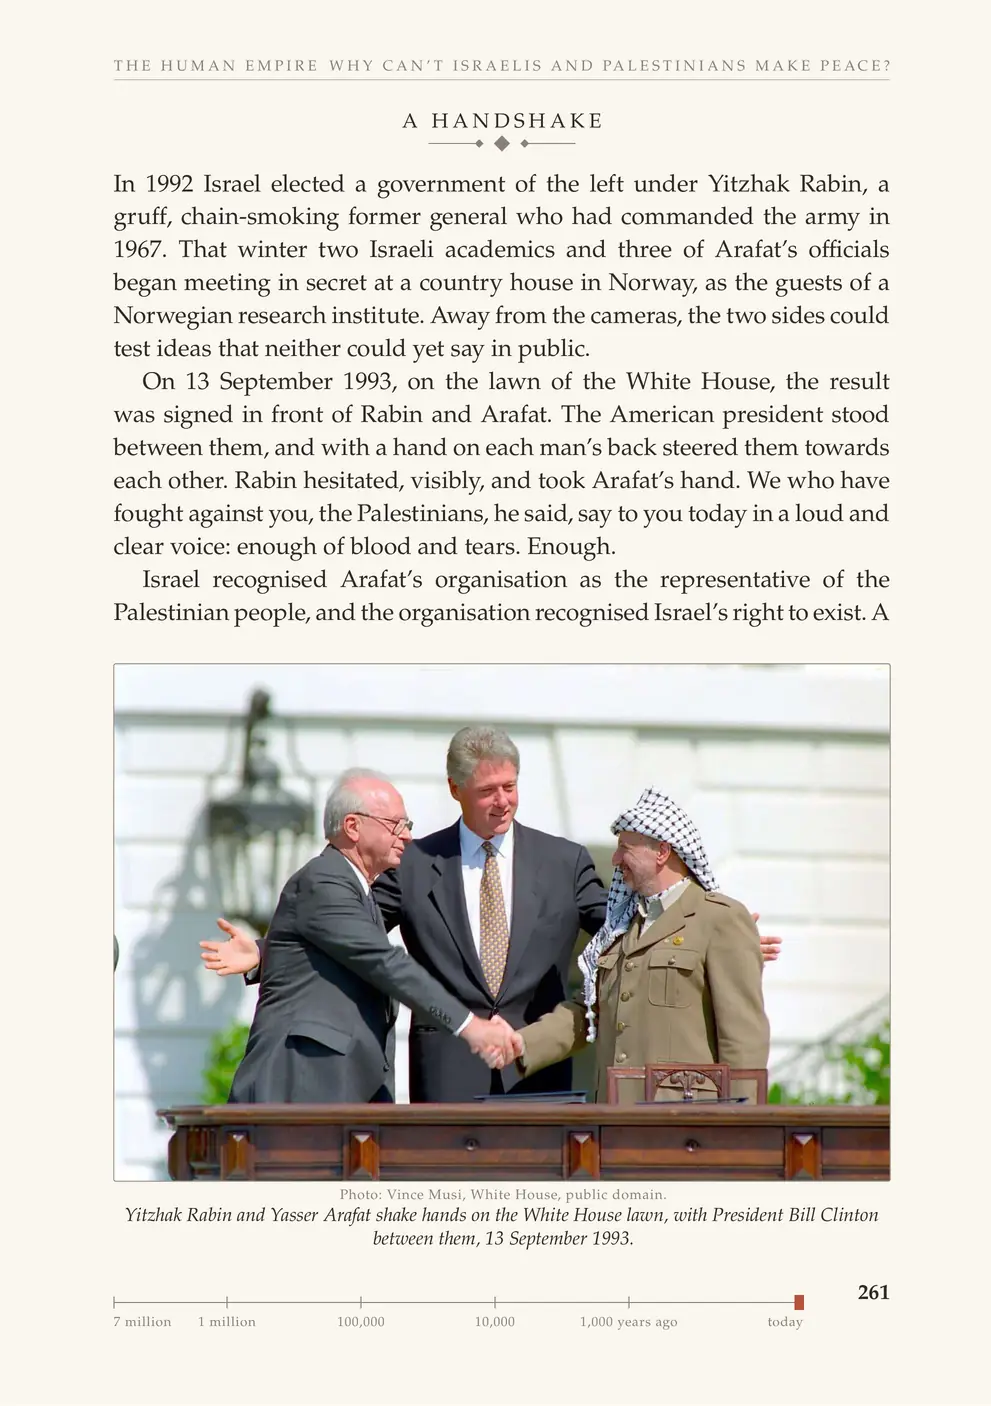 THE HUMAN EMPIRE WHY CAN’T ISRAELIS AND PALESTINIANS MAKE PEACE?
A HANDSHAKE
In 1992 Israel elected a government of the left under Yitzhak Rabin, a
gruff, chain-smoking former general who had commanded the army in
1967. That winter two Israeli academics and three of Arafat’s officials
began meeting in secret at a country house in Norway, as the guests of a
Norwegian research institute. Away from the cameras, the two sides could
test ideas that neither could yet say in public.
On 13 September 1993, on the lawn of the White House, the result
was signed in front of Rabin and Arafat. The American president stood
between them, and with a hand on each man’s back steered them towards
each other. Rabin hesitated, visibly, and took Arafat’s hand. We who have
fought against you, the Palestinians, he said, say to you today in a loud and
clear voice: enough of blood and tears. Enough.
Israel recognised Arafat’s organisation as the representative of the
Palestinian people, and the organisation recognised Israel’s right to exist. A
Photo: Vince Musi, White House, public domain.
Yitzhak Rabin and Yasser Arafat shake hands on the White House lawn, with President Bill Clinton
between them, 13 September 1993.
261
7 million 1 million 100,000 10,000 1,000 years ago today